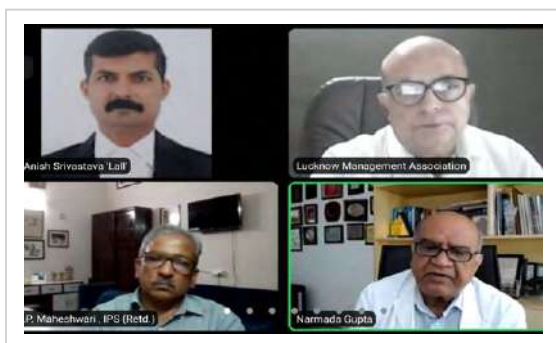 Anish Srivastava 'Lall'
Lucknow Management Association
.P. Maheshwari , IPS (Retd.)
Narmada Gupta